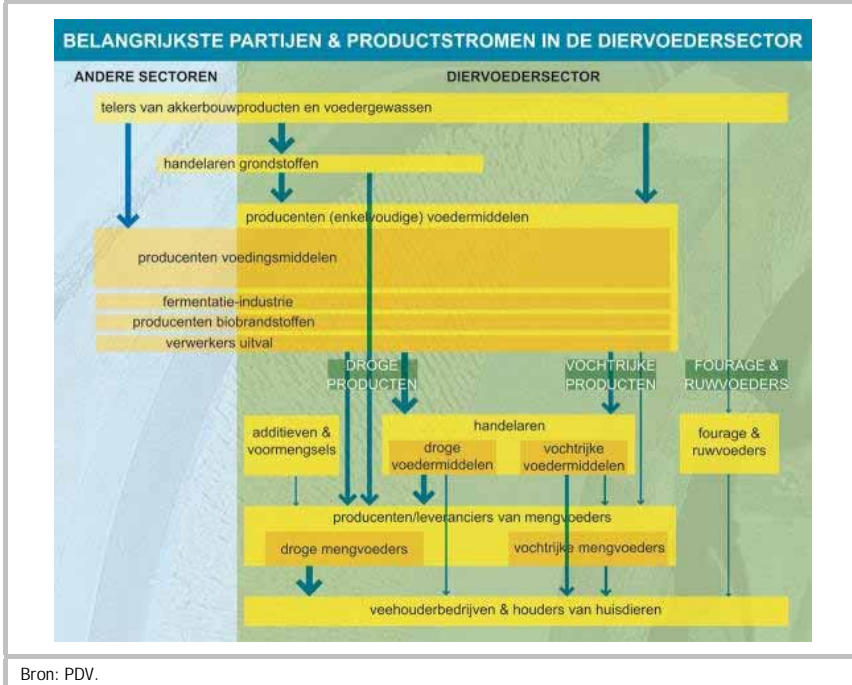 BELANGRIJKSTE PARTIJEN & PRODUCTSTROMEN IN DE DIERVOEDERSECTOR
ANDERE SECTOREN
DIERVOEDERSECTOR
telers van akkerbouwproducten en voedergewassen
handelaren grondstoffen
producenten (enkelvoudige) voedermiddelen
producenten voedingsmiddelen
fermentatie-industrie
producenten biobrandstoffen
verwerkers uitval
DROGE
PRODUCTEN
VOCHTRIJKE
PRODUCTEN
FOURAGE &
RUWVOEDERS
additieven &
voormengsels
handelaren
droge
voedermiddelen
vochtrijke
voedermiddelen
fourage &
ruwvoeders
producenten/leveranciers van mengvoeders
droge mengvoeders
vochtrijke mengvoeders
veehouderbedrijven & houders van huisdieren
Bron: PDV.